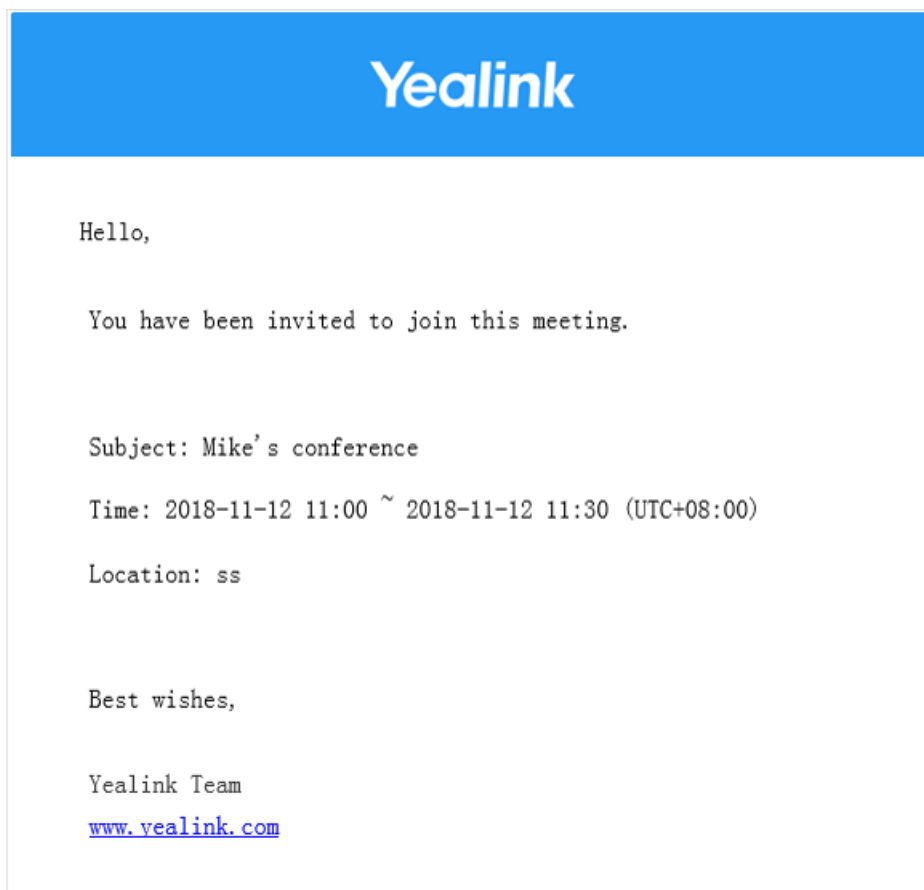 Yealink
Hello,
You have been invited to join this meeting.
Subject: Mike's conference
Time: 2018-11-12 11:00 ~ 2018-11-12 11:30 (UTC+08:00)
Location: ss
Best wishes,
Yealink Team
www.yealink.com